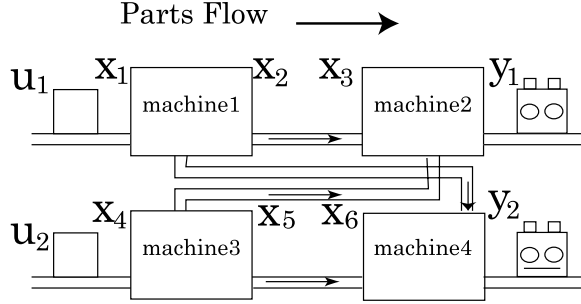 Parts Flow
u1 x1 x2 x3 y1
machine1 machine2
u2 x4 x5 x6 y2
machine3 machine4